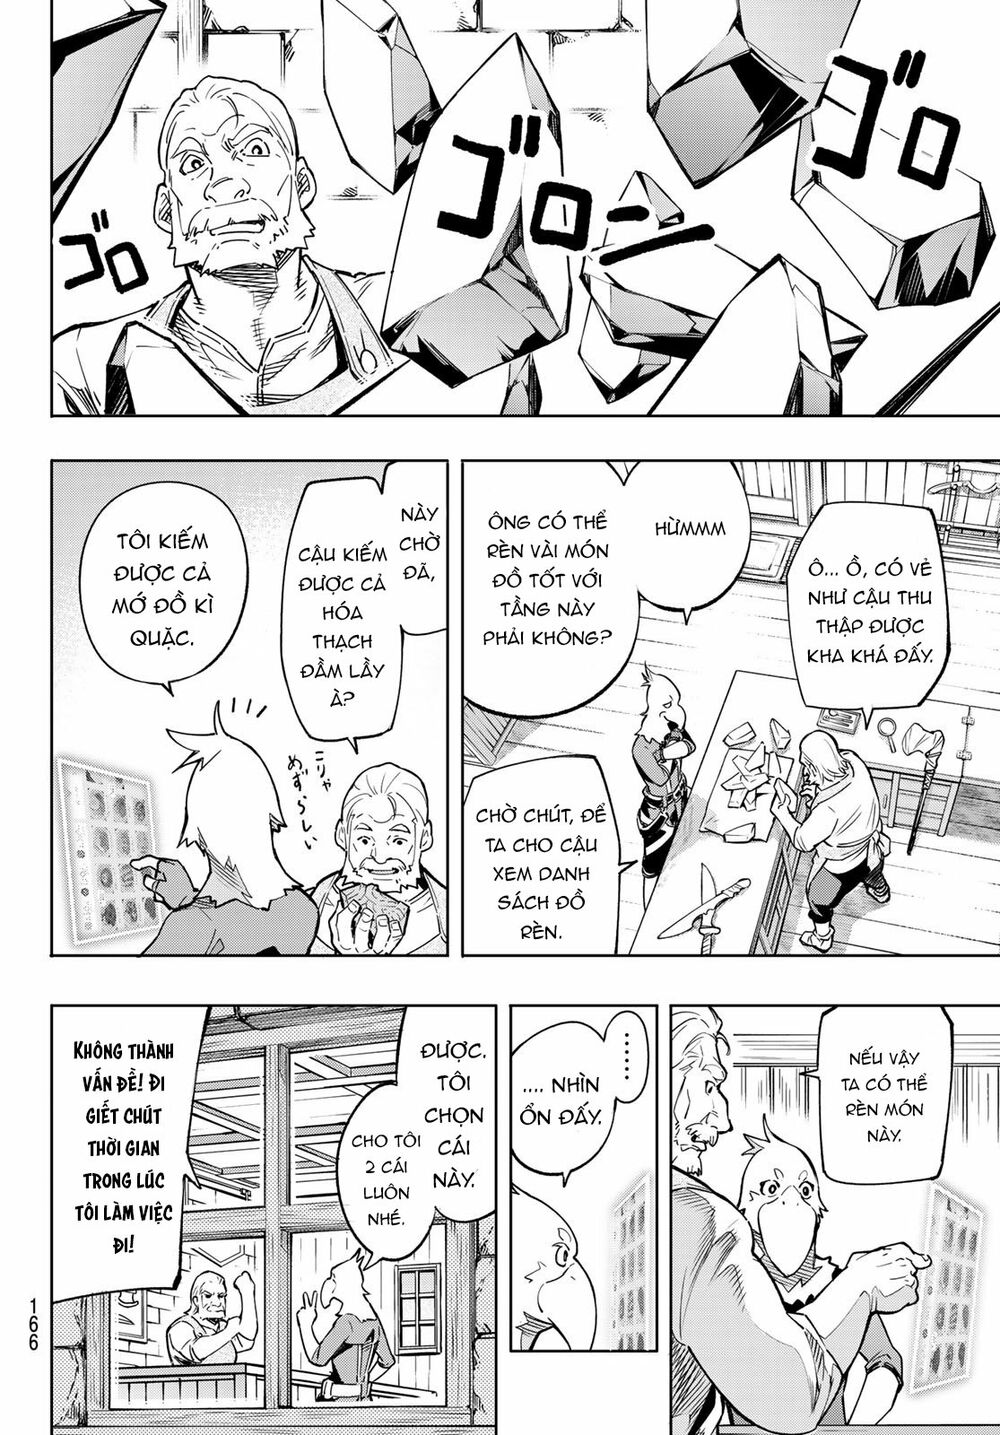 ゴロ
ゴロン
ゴロ
Ô... Ồ, CÓ VẺ
NHƯ CẬU THU
THẬP ĐƯỢC
KHA KHÁ ĐẤY.
HỪMMM
ÔNG CÓ THỂ
RÈN VÀI MÓN
ĐỒ TỐT VỚI
TẦNG NÀY
PHẢI KHÔNG?
CHỜ CHÚT, ĐỂ
TA CHO CẬU
XEM DANH
SÁCH ĐỒ
RÈN.
NÀY
CHỜ
ĐÃ,
CẬU KIẾM
ĐƯỢC CẢ
HÓA
THẠCH
ĐẦM LẦY
À?
こりゃ
めずらしい
TÔI KIẾM
ĐƯỢC CẢ
MỚ ĐỒ KÌ
QUẶC.
NẾU VẬY
TA CÓ THỂ
RÈN MÓN
NÀY.
......
.... NHÌN
ỔN ĐẤY.
ĐƯỢC.
TÔI
CHỌN
CÁI
NÀY.
CHO TÔI
2 CÁI
LUÔN
NHÉ.
KHÔNG THÀNH
VẤN ĐỀ! ĐI
GIẾT CHÚT
THỜI GIAN
TRONG LÚC
TÔI LÀM VIỆC
ĐI!
166